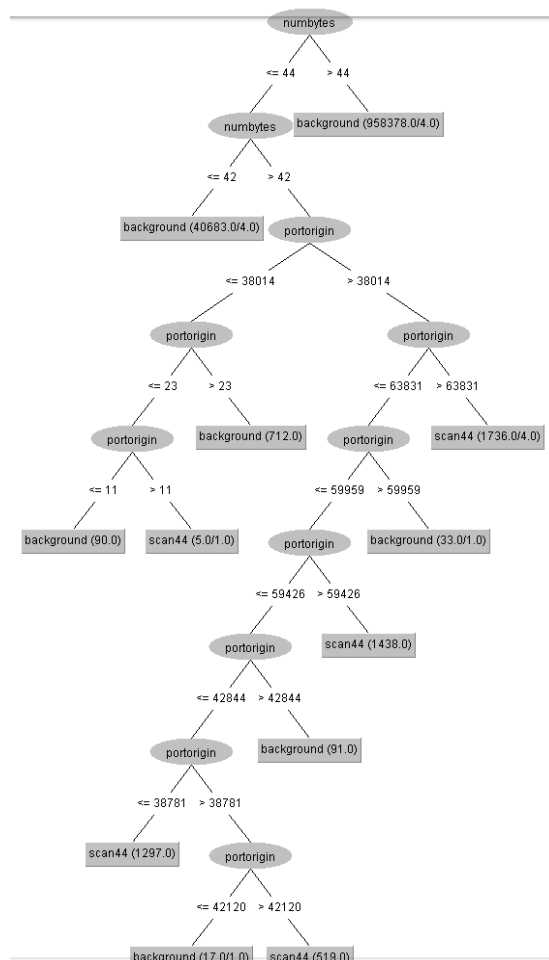 numbytes
<= 44 > 44
numbytes background (958378.0/4.0)
<= 42 > 42
background (40683.0/4.0) portorigin
<= 38014 > 38014
portorigin portorigin
<= 23 > 23 <= 63831 > 63831
portorigin background (712.0) portorigin scan44 (1736.0/4.0)
<= 11 > 11 <= 59959 > 59959
background (90.0) scan44 (5.0/1.0) portorigin background (33.0/1.0)
<= 59426 > 59426
portorigin scan44 (1438.0)
<= 42844 > 42844
portorigin background (91.0)
<= 38781 > 38781
scan44 (1297.0) portorigin
<= 42120 > 42120
background (17.0/1.0) scan44 (519.0)